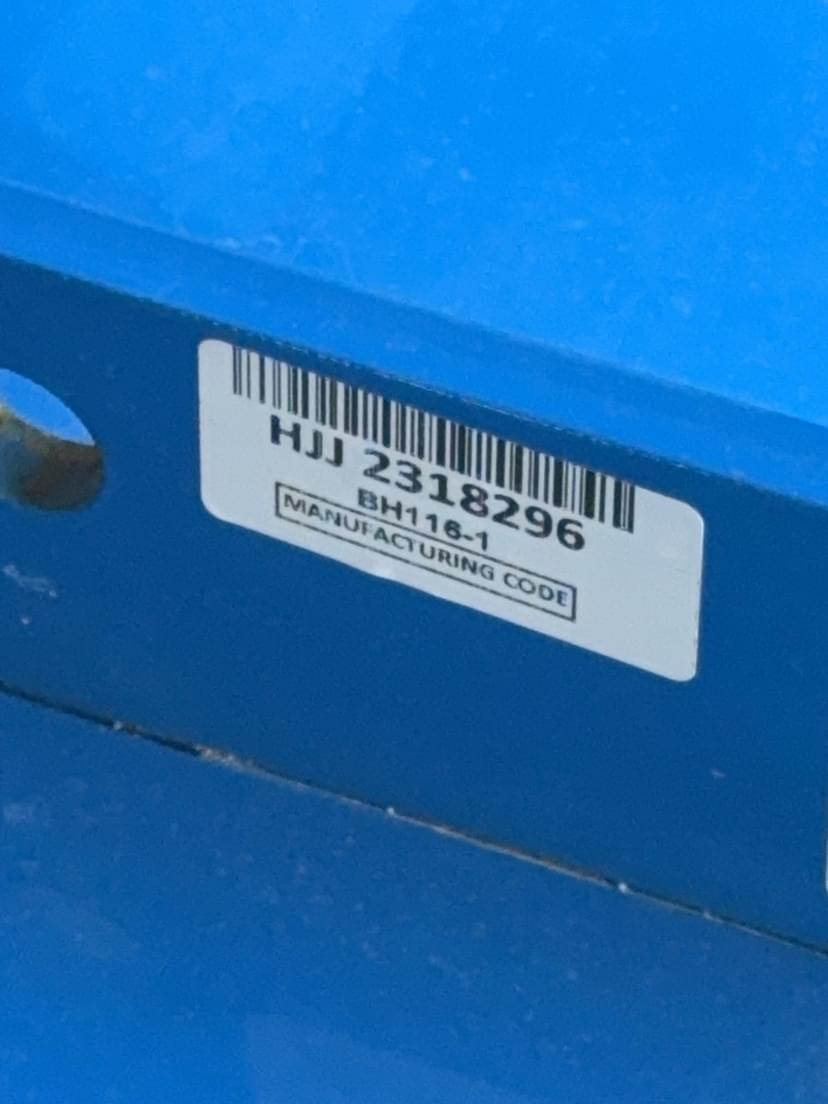 HJJ 2318296
BH116-1
MANUFACTURING CODE